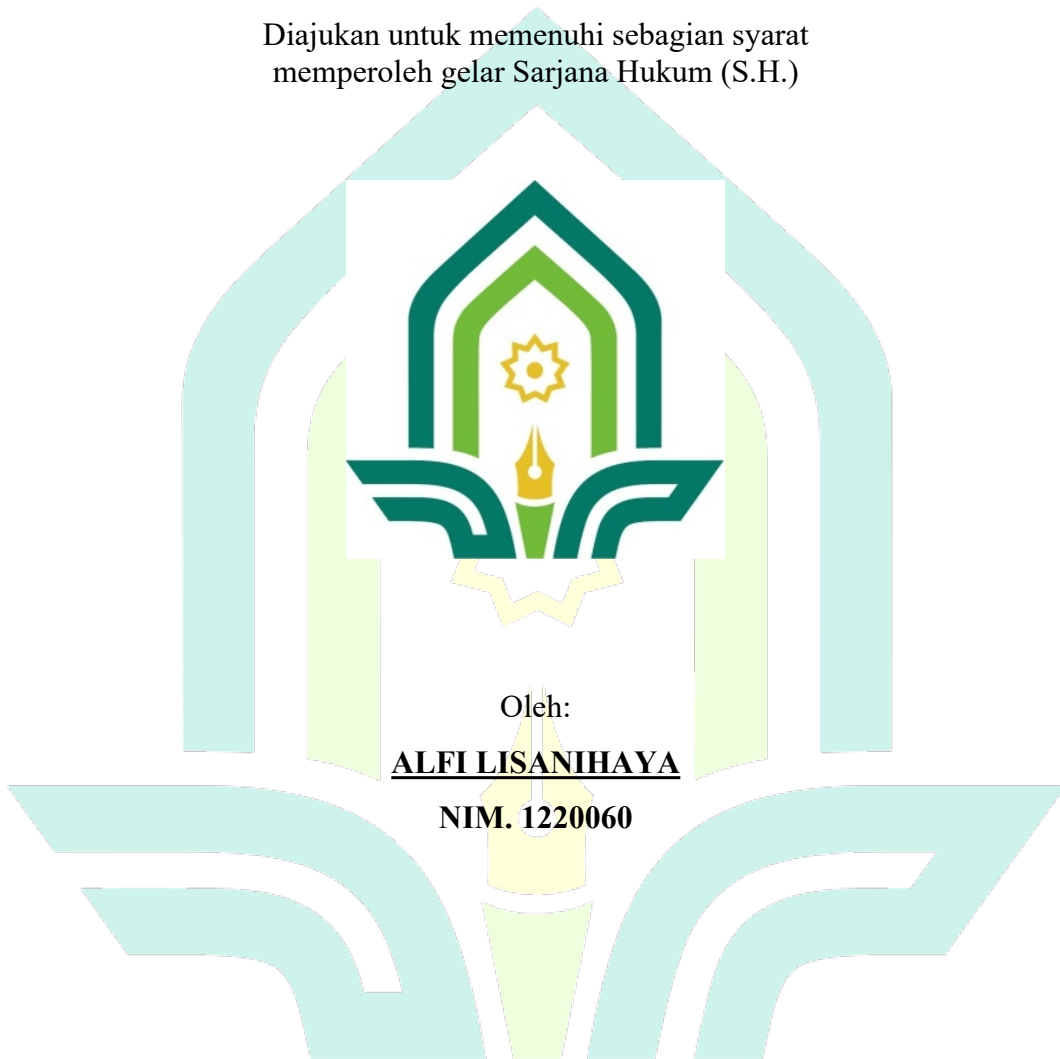 Diajukan untuk memenuhi sebagian syarat
memperoleh gelar Sarjana Hukum (S.H.)
Oleh:
ALFI LISANIHAYA
NIM. 1220060